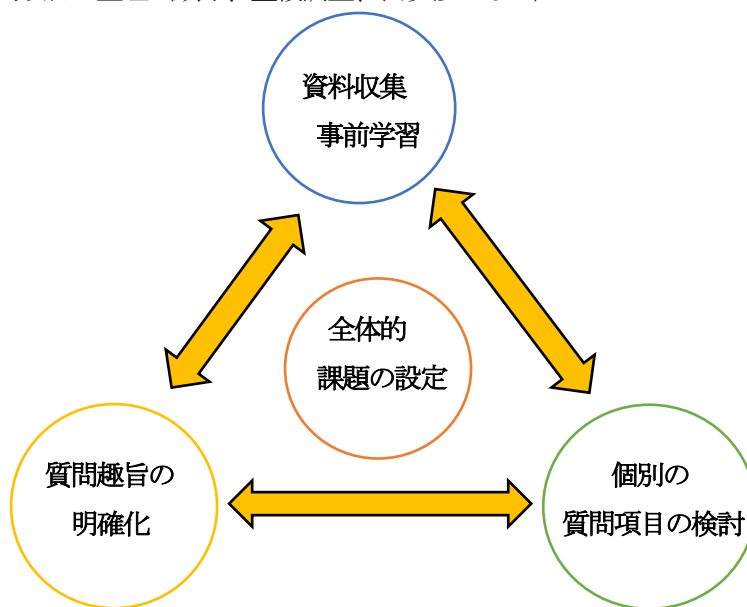 資料収集
事前学習
全体的
課題の設定
質問趣旨の
明確化
個別の
質問項目の検討